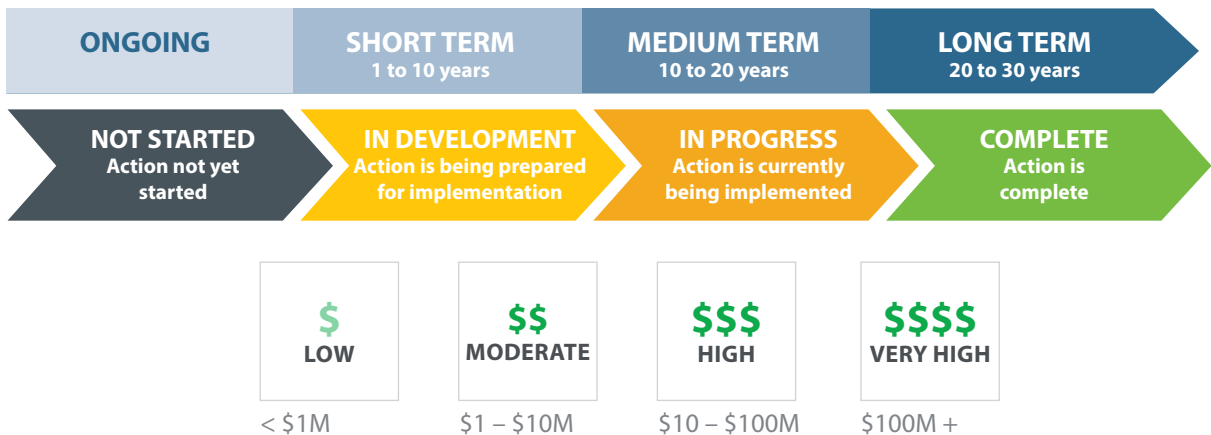 ONGOING
SHORT TERM
1 to 10 years
MEDIUM TERM
10 to 20 years
LONG TERM
20 to 30 years
NOT STARTED
Action not yet
started
IN DEVELOPMENT
Action is being prepared
for implementation
IN PROGRESS
Action is currently
being implemented
COMPLETE
Action is
complete
$
LOW
< $1M
$$
MODERATE
$1 – $10M
$$$
HIGH
$10 – $100M
$$$$
VERY HIGH
$100M +